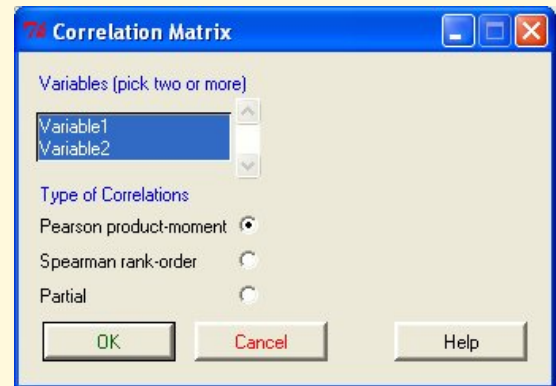 Correlation Matrix
Variables (pick two or more)
Variable1
Variable2
Type of Correlations
Pearson product-moment
Spearman rank-order
Partial
OK Cancel Help